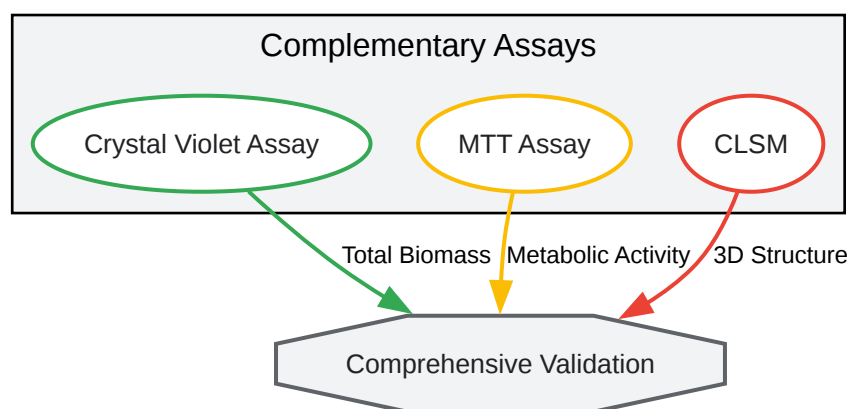 Complementary Assays
Crystal Violet Assay
MTT Assay
CLSM
Total Biomass
Metabolic Activity
3D Structure
Comprehensive Validation